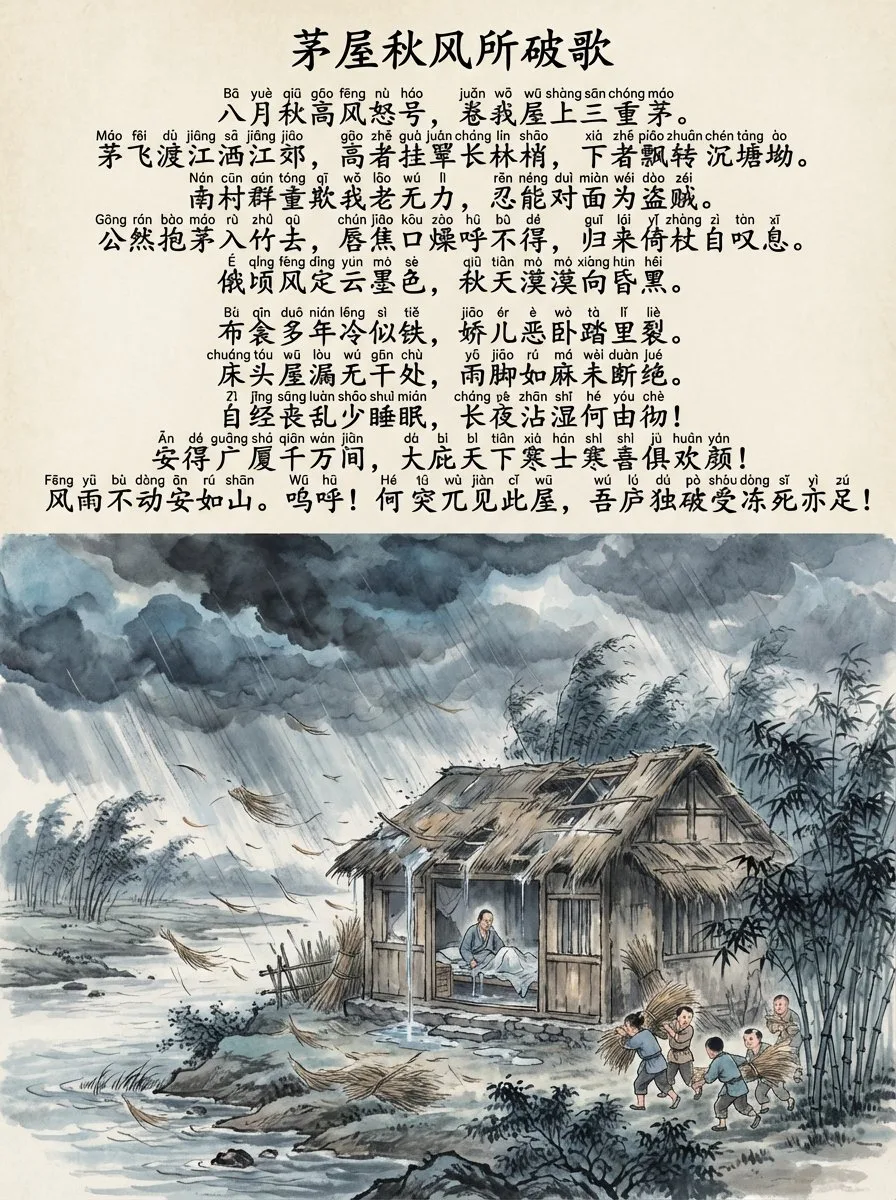 茅屋秋风所破歌
Bā yuè qiū gāo fēng nù háo juǎn wō wū shàng sān chóng máo
八月秋高风怒号，卷我屋上三重茅。
Máo fēi dù jiāng sǎ jiāng jiāo gāo zhě guà juàn cháng lín shāo xià zhě piāo zhuǎn chén táng ào
茅飞渡江洒江郊，高者挂罩长林梢，下者飘转沉塘坳。
Nán cūn qún tóng qī wǒ lǎo wú lì rěn néng duì miàn wéi dào zéi
南村群重欺我老无力，忍能对面为盗贼。
Gōng rán bào máo rù zhú qù chún jiāo kǒu zào hū bù dé guī lái yǐ zhàng zì tàn xī
公然抱茅入竹去，唇焦口燥呼不得，归来倚杖自叹息。
É qǐng fēng dìng yún mò sè qiū tiān mò mò xiàng hūn hēi
俄顷风定云墨色，秋天漠漠向昏黑。
Bù qīn duō nián lěng sì tiě jiāo ér è wò tà lǐ liè
布衾多年冷似铁，娇儿恶卧踏里裂。
chuáng tóu wū lòu wú gān chù yǔ jiǎo rú má wèi duàn jué
床头屋漏无干处，雨脚如麻未断绝。
Zì jīng sāng luàn shǎo shuì mián cháng yè zhān shī hé yóu chè
自经丧乱少睡眠，长夜沾湿何由彻！
Ān dé guǎng shà qiān wàn jiān dà bì bì tiān xià hán shì shì jù huān yán
安得广厦千万间，大庇天下寒士寒喜俱欢颜！
Fēng yǔ bù dòng ān rú shān Wū hū Hé tū wù jiàn cǐ wū wú lú dú pò shòu dòng sǐ yì zú
风雨不动安如山。呜呼！何突兀见此屋，吾庐独破受冻死亦足！